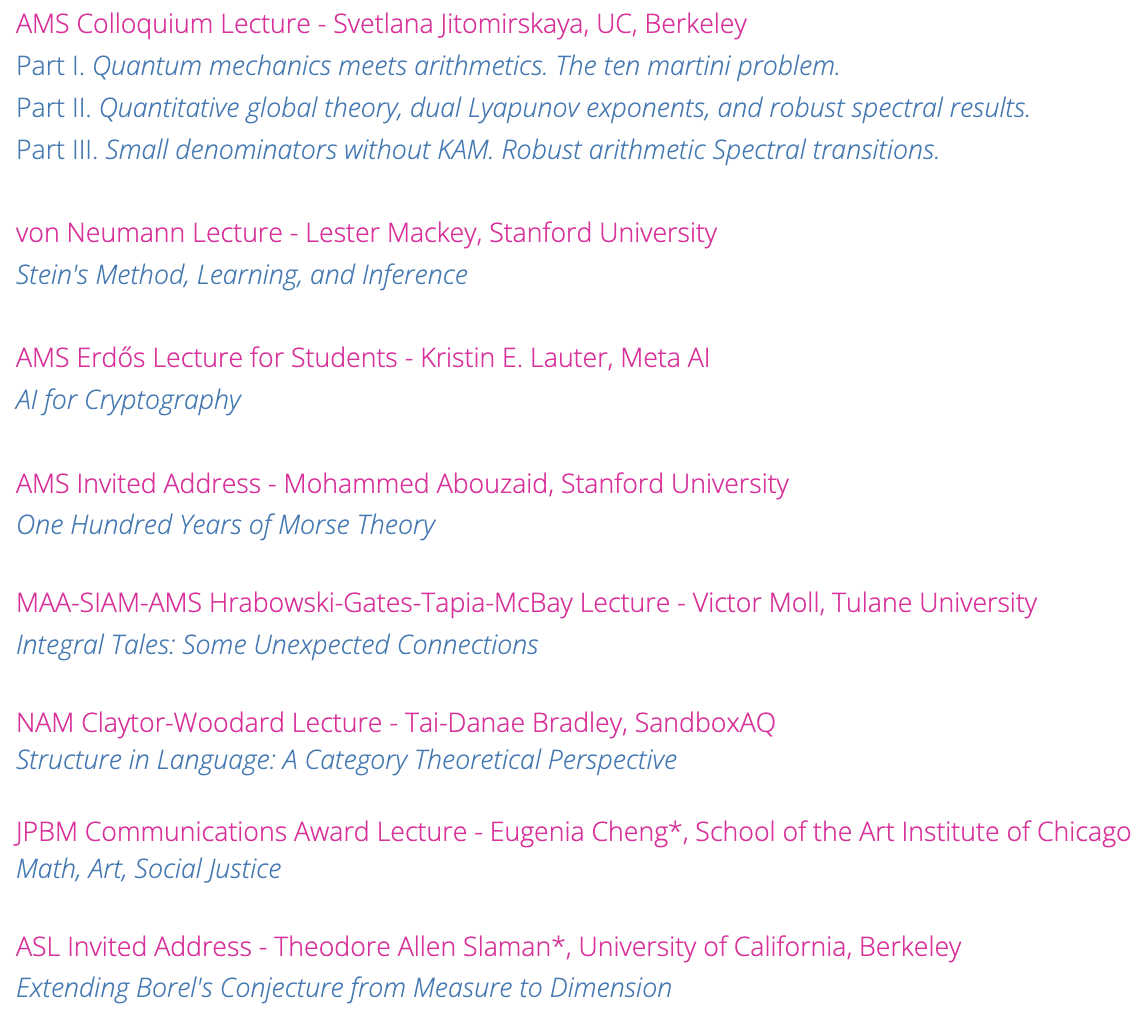 AMS Colloquium Lecture - Svetlana Jitomirskaya, UC, Berkeley
Part I. Quantum mechanics meets arithmetics. The ten martini problem.
Part II. Quantitative global theory, dual Lyapunov exponents, and robust spectral results.
Part III. Small denominators without KAM. Robust arithmetic Spectral transitions.
von Neumann Lecture - Lester Mackey, Stanford University
Stein's Method, Learning, and Inference
AMS Erdős Lecture for Students - Kristin E. Lauter, Meta AI
AI for Cryptography
AMS Invited Address - Mohammed Abouzaid, Stanford University
One Hundred Years of Morse Theory
MAA-SIAM-AMS Hrabowski-Gates-Tapia-McBay Lecture - Victor Moll, Tulane University
Integral Tales: Some Unexpected Connections
NAM Claytor-Woodard Lecture - Tai-Danae Bradley, SandboxAQ
Structure in Language: A Category Theoretical Perspective
JPBM Communications Award Lecture - Eugenia Cheng*, School of the Art Institute of Chicago
Math, Art, Social Justice
ASL Invited Address - Theodore Allen Slaman*, University of California, Berkeley
Extending Borel's Conjecture from Measure to Dimension